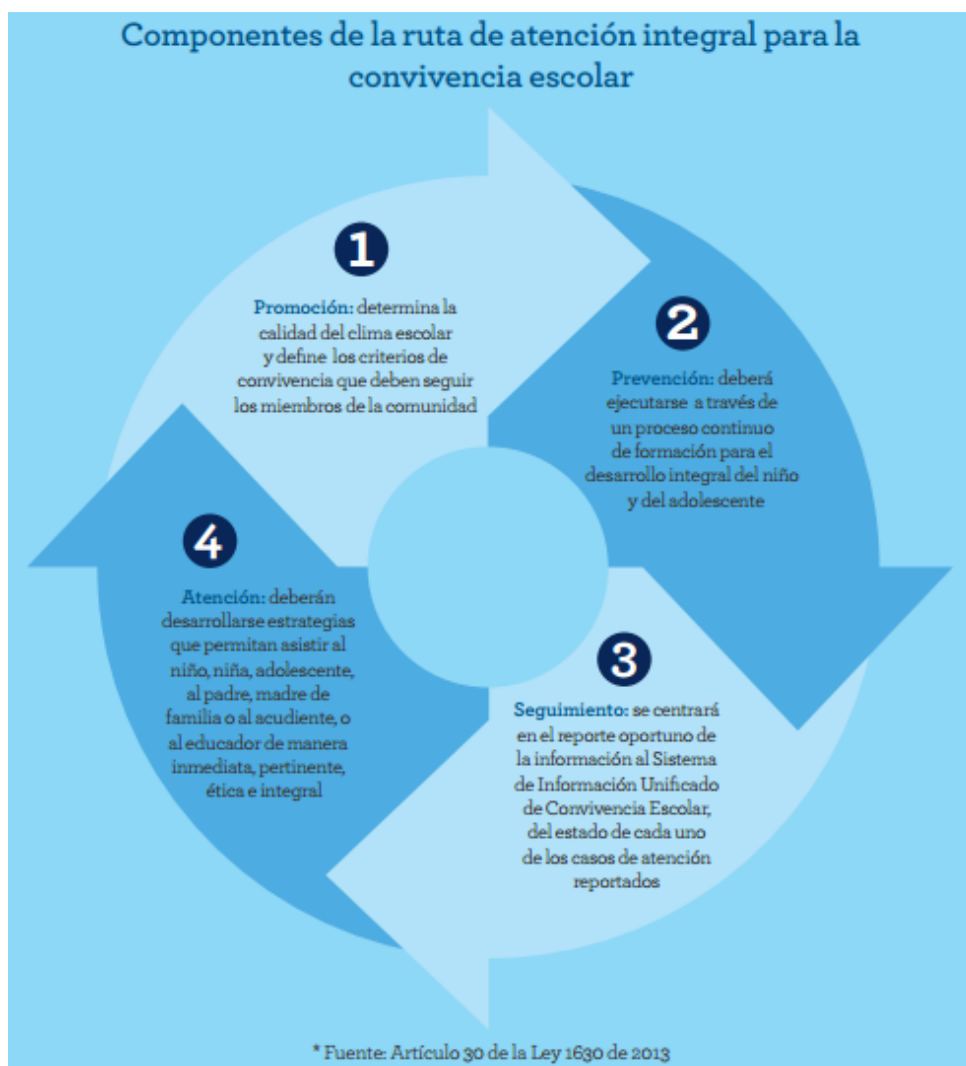 Componentes de la ruta de atención integral para la
convivencia escolar
1
Promoción: determina la
calidad del clima escolar
y define los criterios de
convivencia que deben seguir
los miembros de la comunidad
2
Prevención: deberá
ejecutarse a través de
un proceso continuo
de formación para el
desarrollo integral del niño
y del adolescente
3
Seguimiento: se centrará
en el reporte oportuno de
la información al Sistema
de Información Unificado
de Convivencia Escolar,
del estado de cada uno
de los casos de atención
reportados
4
Atención: deberán
desarrollarse estrategias
que permitan asistir al
niño, niña, adolescente,
al padre, madre de
familia o al acudiente, o
al educador de manera
inmediata, pertinente,
ética e integral
* Fuente: Artículo 30 de la Ley 1630 de 2013